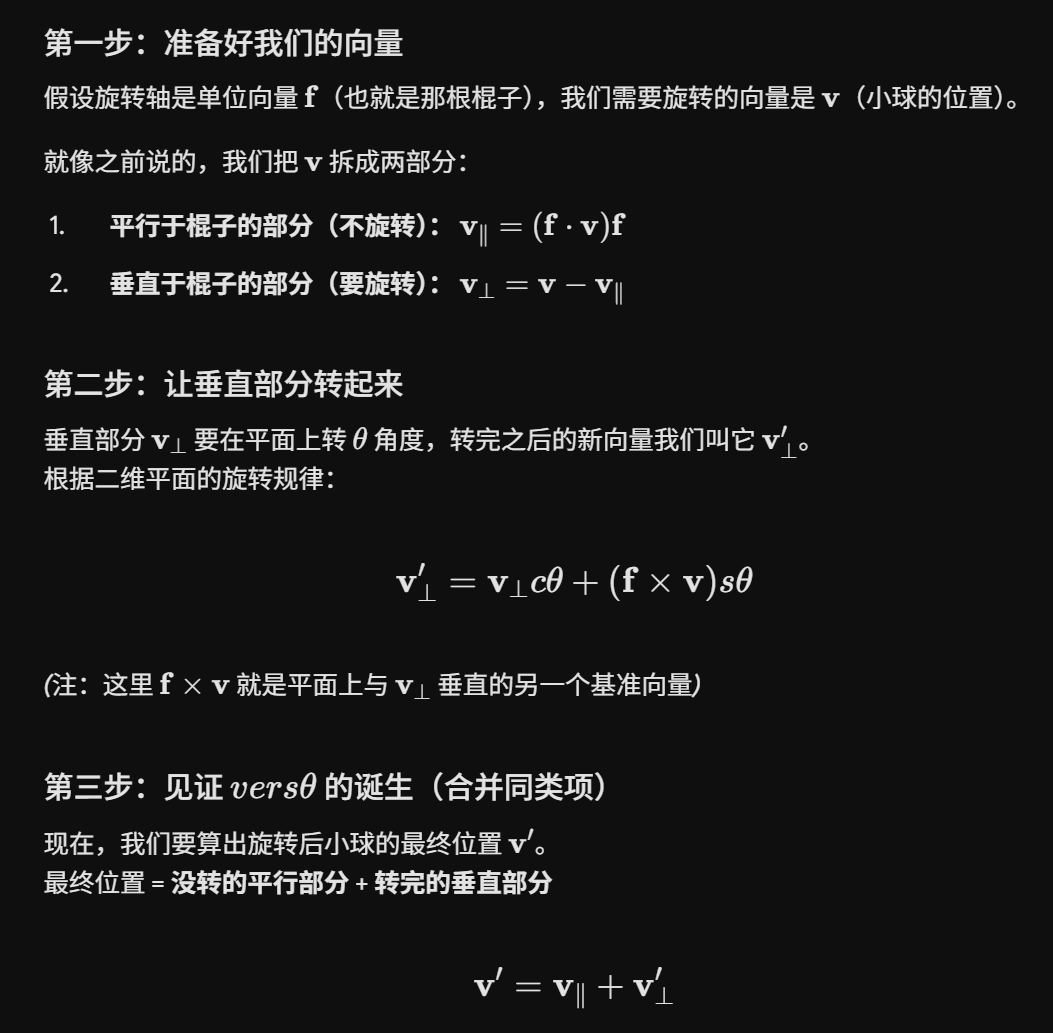 第一步：准备好我们的向量
假设旋转轴是单位向量 f（也就是那根棍子），我们需要旋转的向量是 v（小球的位置）。
就像之前说的，我们把 v 拆成两部分：
1. 平行于棍子的部分（不旋转）： v∥ = (f · v)f
2. 垂直于棍子的部分（要旋转）： v⊥ = v − v∥
第二步：让垂直部分转起来
垂直部分 v⊥ 要在平面上转 θ 角度，转完之后的新向量我们叫它 v′⊥。
根据二维平面的旋转规律：
v′⊥ = v⊥cθ + (f × v)sθ
(注：这里 f × v 就是平面上与 v⊥ 垂直的另一个基准向量)
第三步：见证 versθ 的诞生（合并同类项）
现在，我们要算出旋转后小球的最终位置 v′。
最终位置 = 没转的平行部分 + 转完的垂直部分
v′ = v∥ + v′⊥